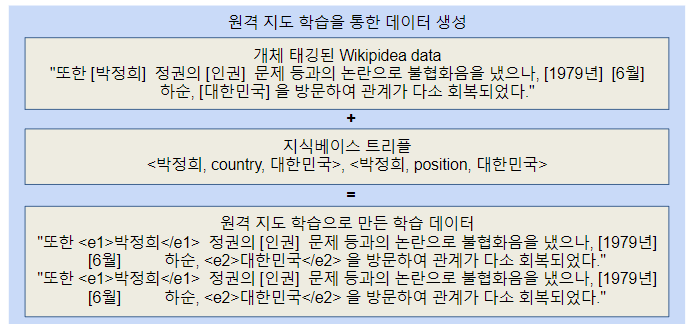 원격 지도 학습을 통한 데이터 생성
개체 태깅된 Wikipidea data
"또한 [박정희] 정권의 [인권] 문제 등과의 논란으로 불협화음을 냈으나, [1979년] [6월]
하순, [대한민국] 을 방문하여 관계가 다소 회복되었다."
+
지식베이스 트리플
<박정희, country, 대한민국>, <박정희, position, 대한민국>
=
원격 지도 학습으로 만든 학습 데이터
"또한 <e1>박정희</e1> 정권의 [인권] 문제 등과의 논란으로 불협화음을 냈으나, [1979년]
[6월] 하순, <e2>대한민국</e2> 을 방문하여 관계가 다소 회복되었다."
"또한 <e1>박정희</e1> 정권의 [인권] 문제 등과의 논란으로 불협화음을 냈으나, [1979년]
[6월] 하순, <e2>대한민국</e2> 을 방문하여 관계가 다소 회복되었다."